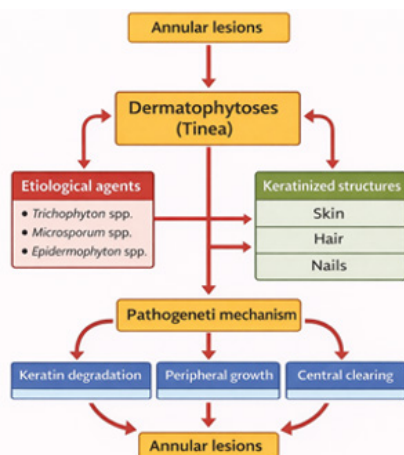 Annular lesions
Dermatophytoses
(Tinea)
Etiological agents
• Trichophyton spp.
• Microsporum spp.
• Epidermophyton spp.
Keratinized structures
Skin
Hair
Nails
Pathogeneti mechanism
Keratin degradation
Peripheral growth
Central clearing
Annular lesions